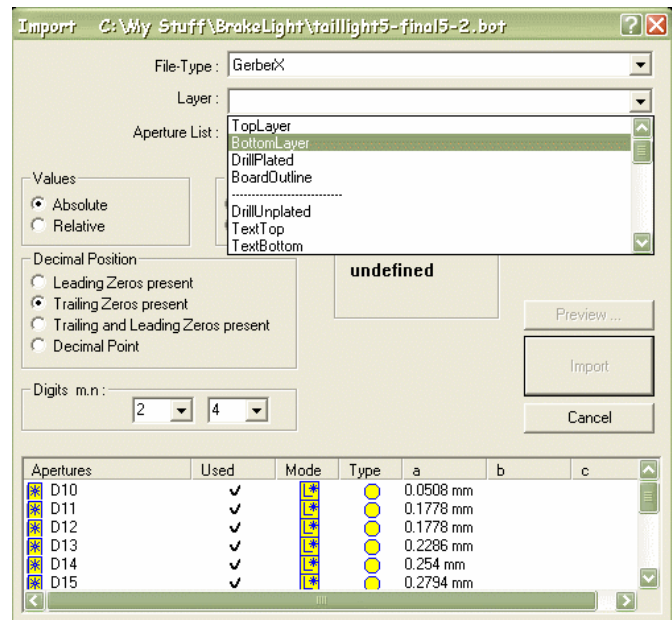 Import C:\My Stuff\BrakeLight\taillight5-final5-2.bot
File-Type : GerberX
Layer :
Aperture List :
TopLayer
BottomLayer
DrillPlated
BoardOutline
----------------------------
DrillUnplated
TextTop
TextBottom
Values
Absolute
Relative
Decimal Position
Leading Zeros present
Trailing Zeros present
Trailing and Leading Zeros present
Decimal Point
undefined
Preview ...
Import
Cancel
Digits m.n :
2 4
Apertures Used Mode Type a b c
D10 0.0508 mm
D11 0.1778 mm
D12 0.1778 mm
D13 0.2286 mm
D14 0.254 mm
D15 0.2794 mm